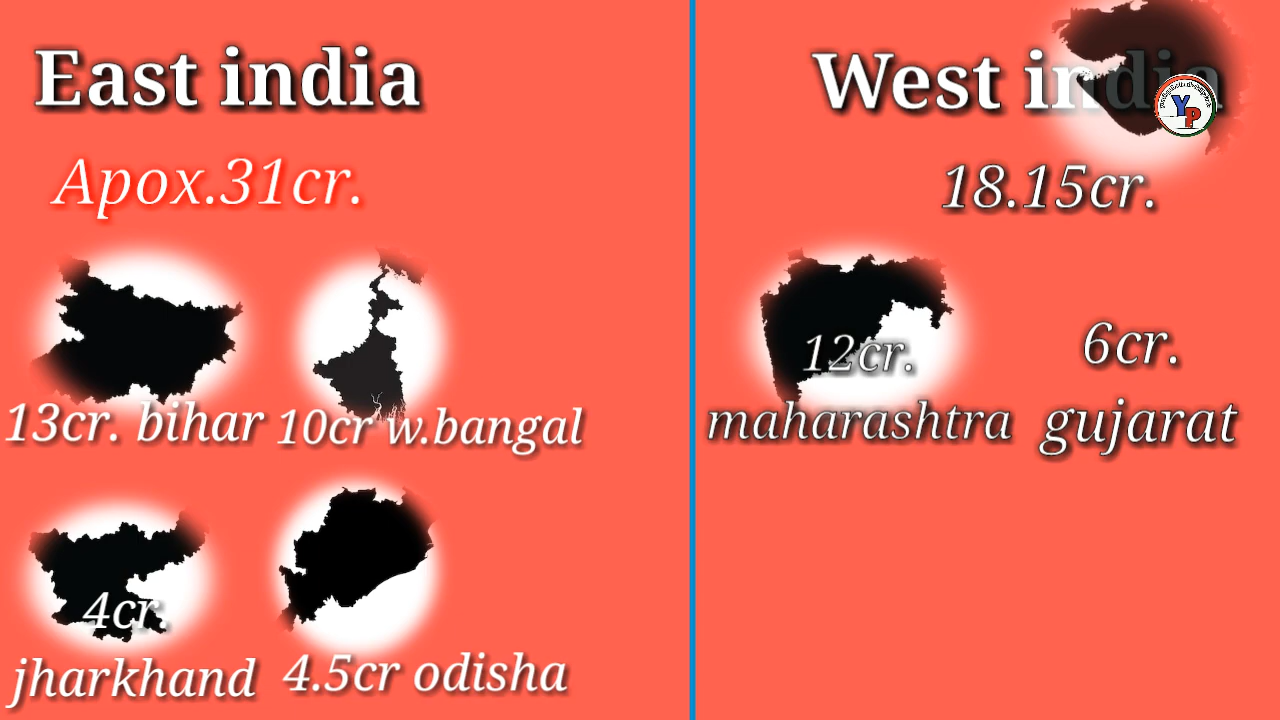 East india
Apox.31cr.
13cr. bihar
10cr w.bangal
4cr.
jharkhand
4.5cr odisha
West india
YP
18.15cr.
12cr.
maharashtra
6cr.
gujarat